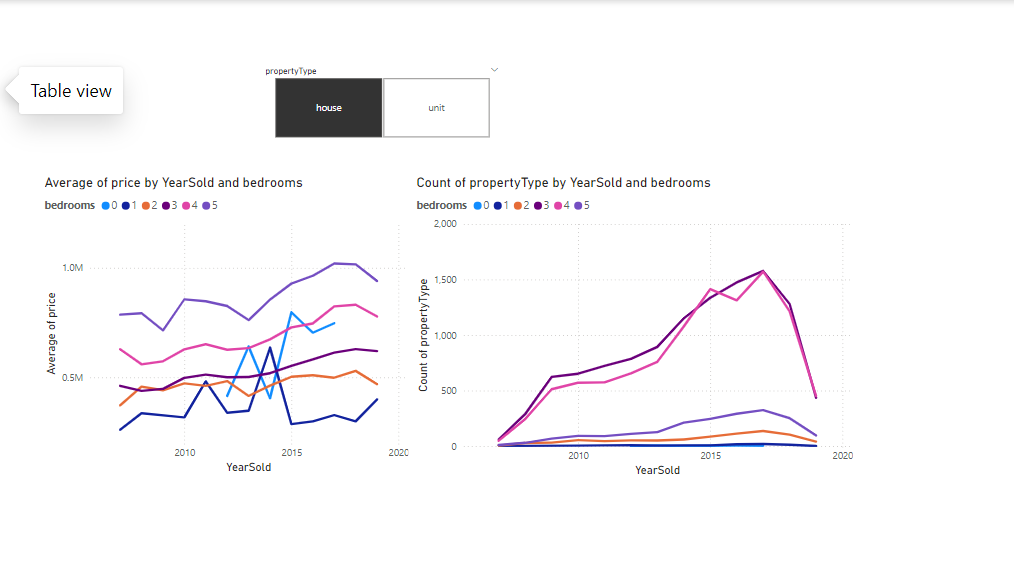 propertyType
Table view
house
unit
Average of price by YearSold and bedrooms
bedrooms 0 1 2 3 4 5
1.0M
0.5M
Average of price
2010 2015 2020
YearSold
Count of propertyType by YearSold and bedrooms
bedrooms 0 1 2 3 4 5
2,000
1,500
1,000
500
0
Count of propertyType
2010 2015 2020
YearSold